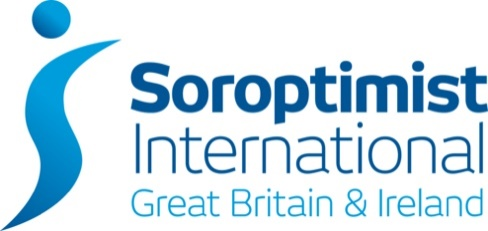 Soroptimist
International
Great Britain & Ireland